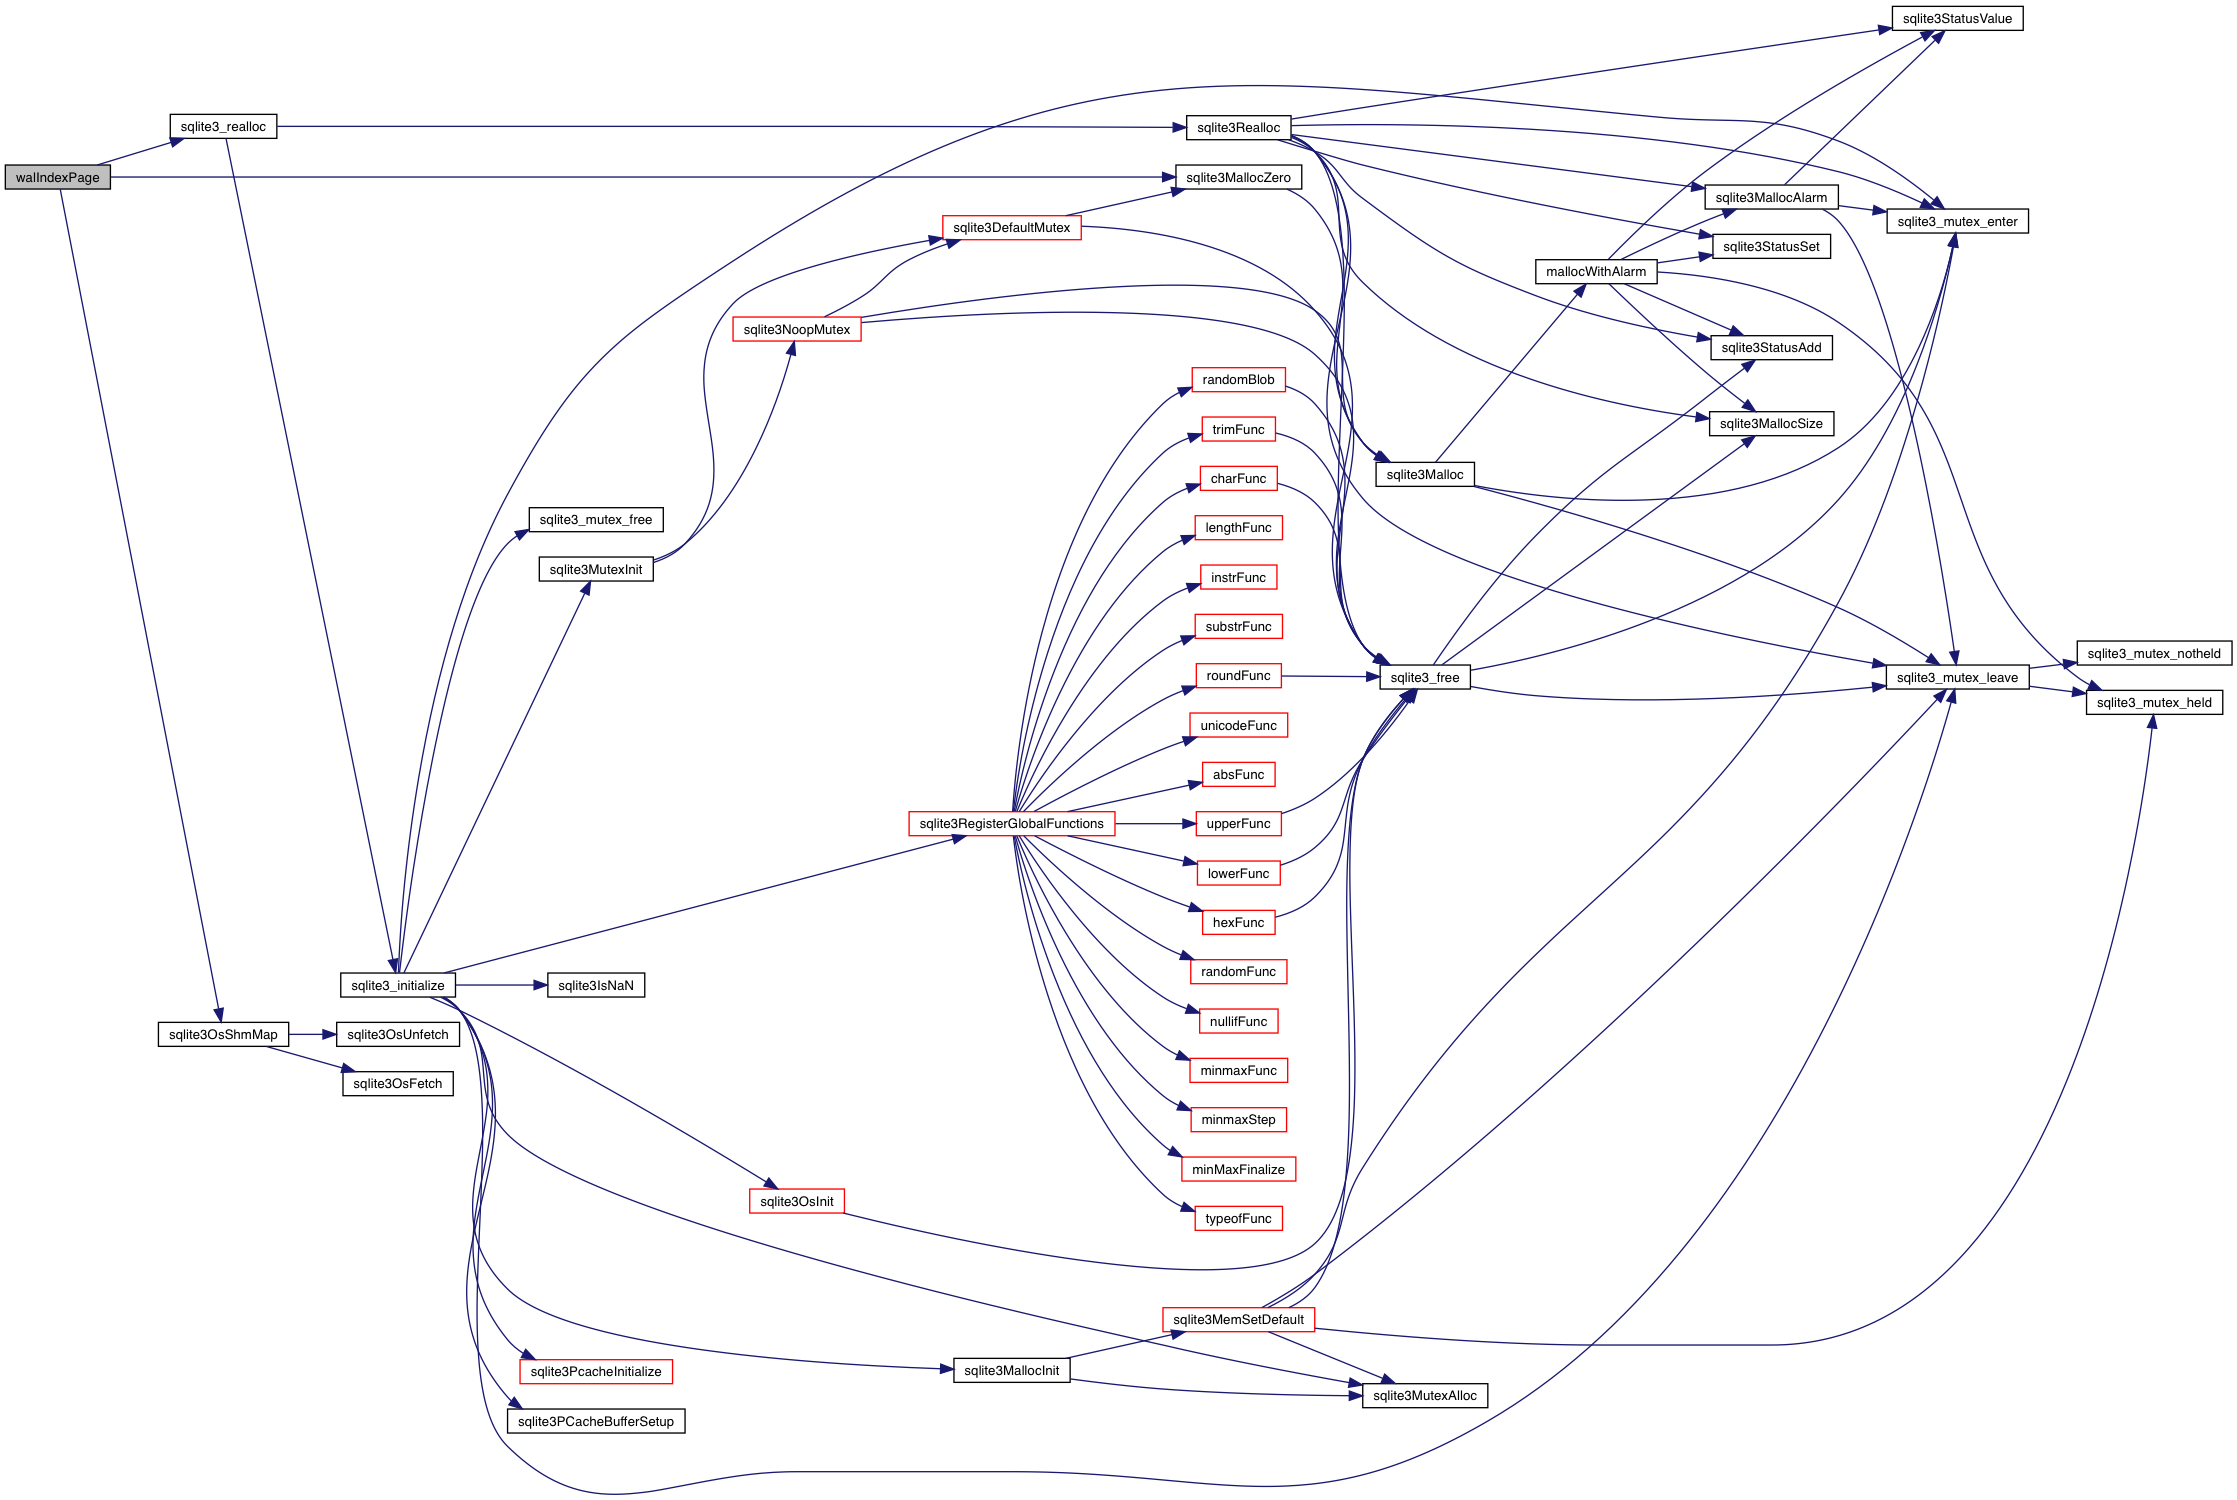 sqlite3StatusValue
sqlite3_realloc
sqlite3Realloc
walIndexPage
sqlite3MallocZero
sqlite3MallocAlarm
sqlite3_mutex_enter
sqlite3DefaultMutex
sqlite3StatusSet
mallocWithAlarm
sqlite3NoopMutex
sqlite3StatusAdd
randomBlob
sqlite3MallocSize
trimFunc
sqlite3Malloc
charFunc
sqlite3_mutex_free
lengthFunc
sqlite3MutexInit
instrFunc
substrFunc
sqlite3_mutex_notheld
roundFunc
sqlite3_free
sqlite3_mutex_leave
sqlite3_mutex_held
unicodeFunc
absFunc
sqlite3RegisterGlobalFunctions
upperFunc
lowerFunc
hexFunc
randomFunc
sqlite3_initialize
sqlite3IsNaN
nullifFunc
sqlite3OsShmMap
sqlite3OsUnfetch
minmaxFunc
sqlite3OsFetch
minmaxStep
minMaxFinalize
sqlite3OsInit
typeofFunc
sqlite3MemSetDefault
sqlite3PcacheInitialize
sqlite3MallocInit
sqlite3MutexAlloc
sqlite3PCacheBufferSetup